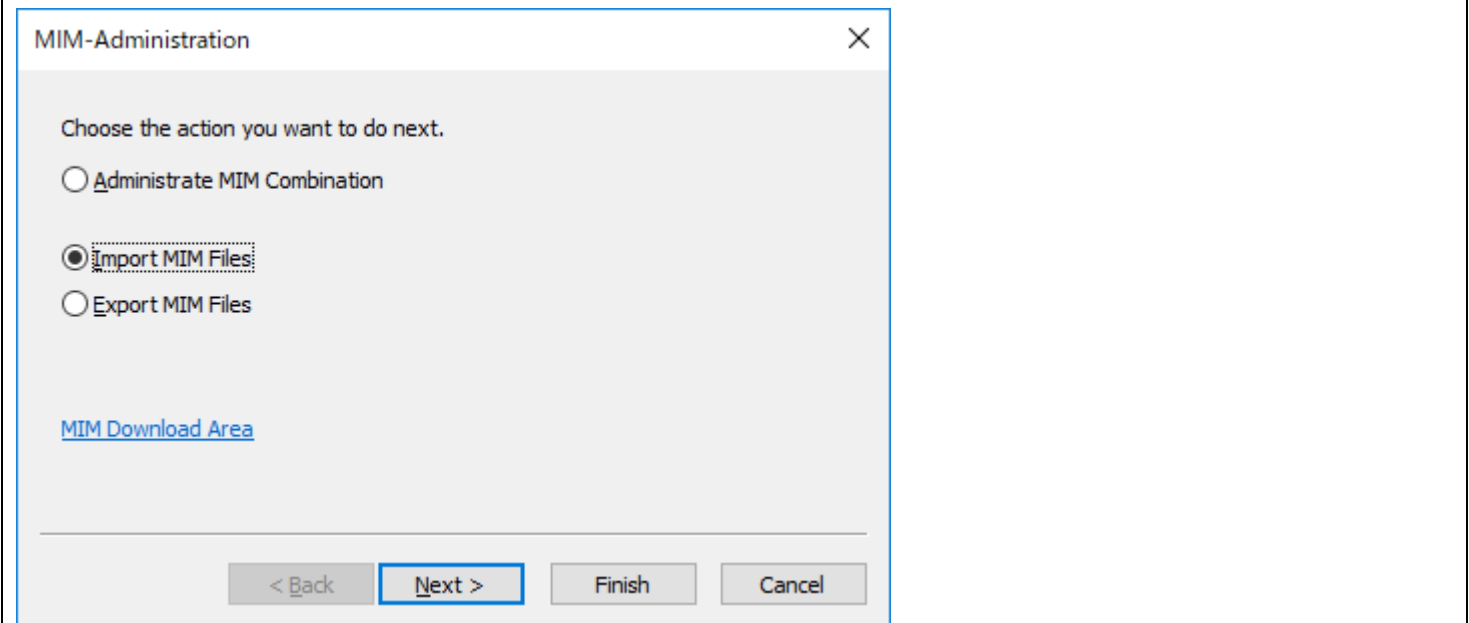 MIM-Administration
Choose the action you want to do next.
Administrate MIM Combination
Import MIM Files
Export MIM Files
MIM Download Area
< Back Next > Finish Cancel